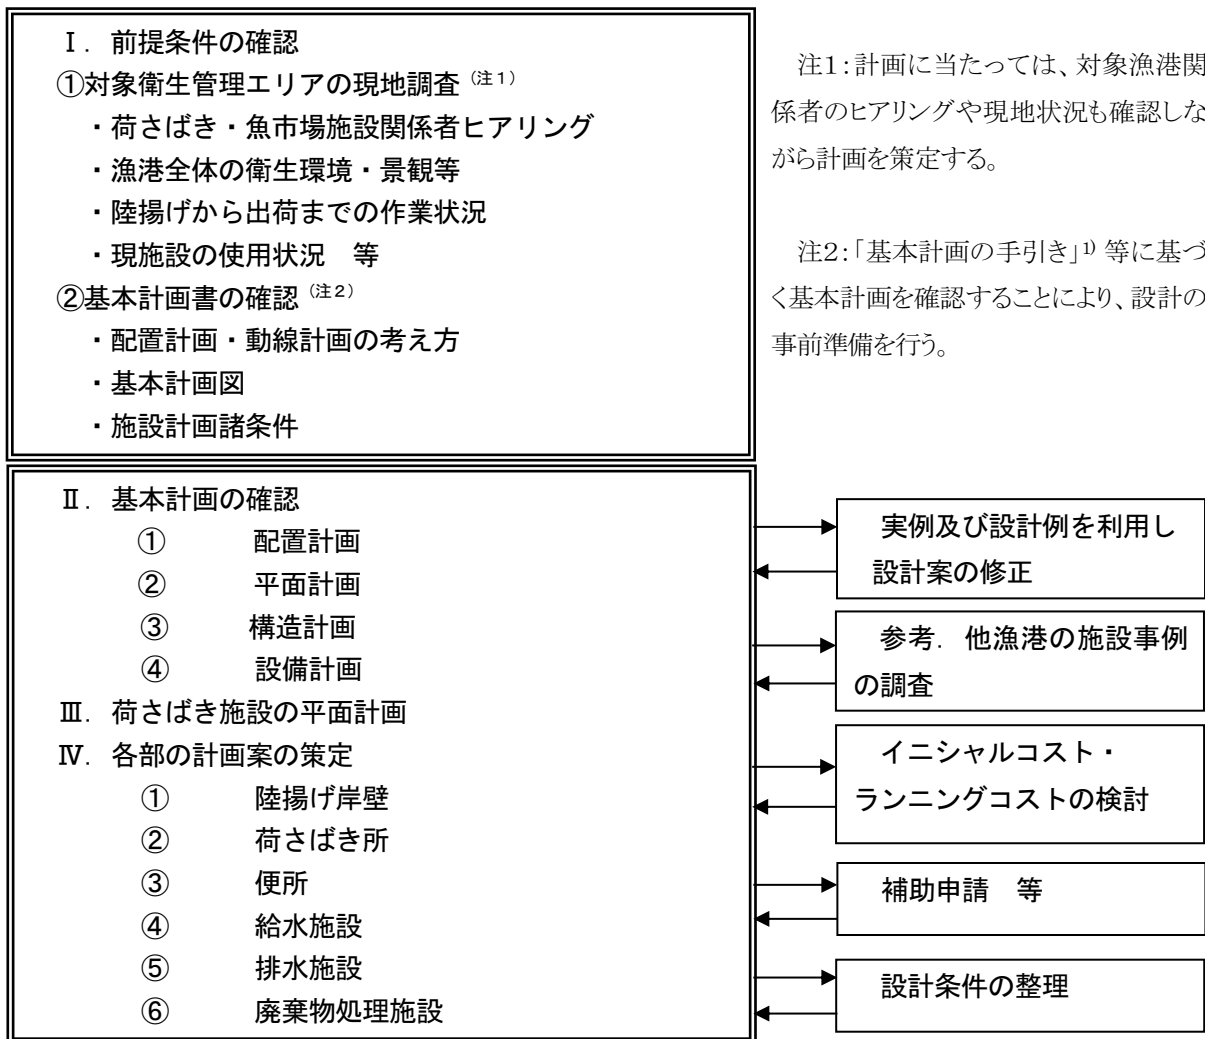 Ⅰ．前提条件の確認
①対象衛生管理エリアの現地調査（注１）
・荷さばき・魚市場施設関係者ヒアリング
・漁港全体の衛生環境・景観等
・陸揚げから出荷までの作業状況
・現施設の使用状況　等
②基本計画書の確認（注２）
・配置計画・動線計画の考え方
・基本計画図
・施設計画諸条件
注1：計画に当たっては、対象漁港関
係者のヒアリングや現地状況も確認しな
がら計画を策定する。
注2：「基本計画の手引き」1) 等に基づ
く基本計画を確認することにより、設計の
事前準備を行う。
Ⅱ．基本計画の確認
①　配置計画
②　平面計画
③　構造計画
④　設備計画
Ⅲ．荷さばき施設の平面計画
Ⅳ．各部の計画案の策定
①　陸揚げ岸壁
②　荷さばき所
③　便所
④　給水施設
⑤　排水施設
⑥　廃棄物処理施設
実例及び設計例を利用し
設計案の修正
参考．他漁港の施設事例
の調査
イニシャルコスト・
ランニングコストの検討
補助申請　等
設計条件の整理